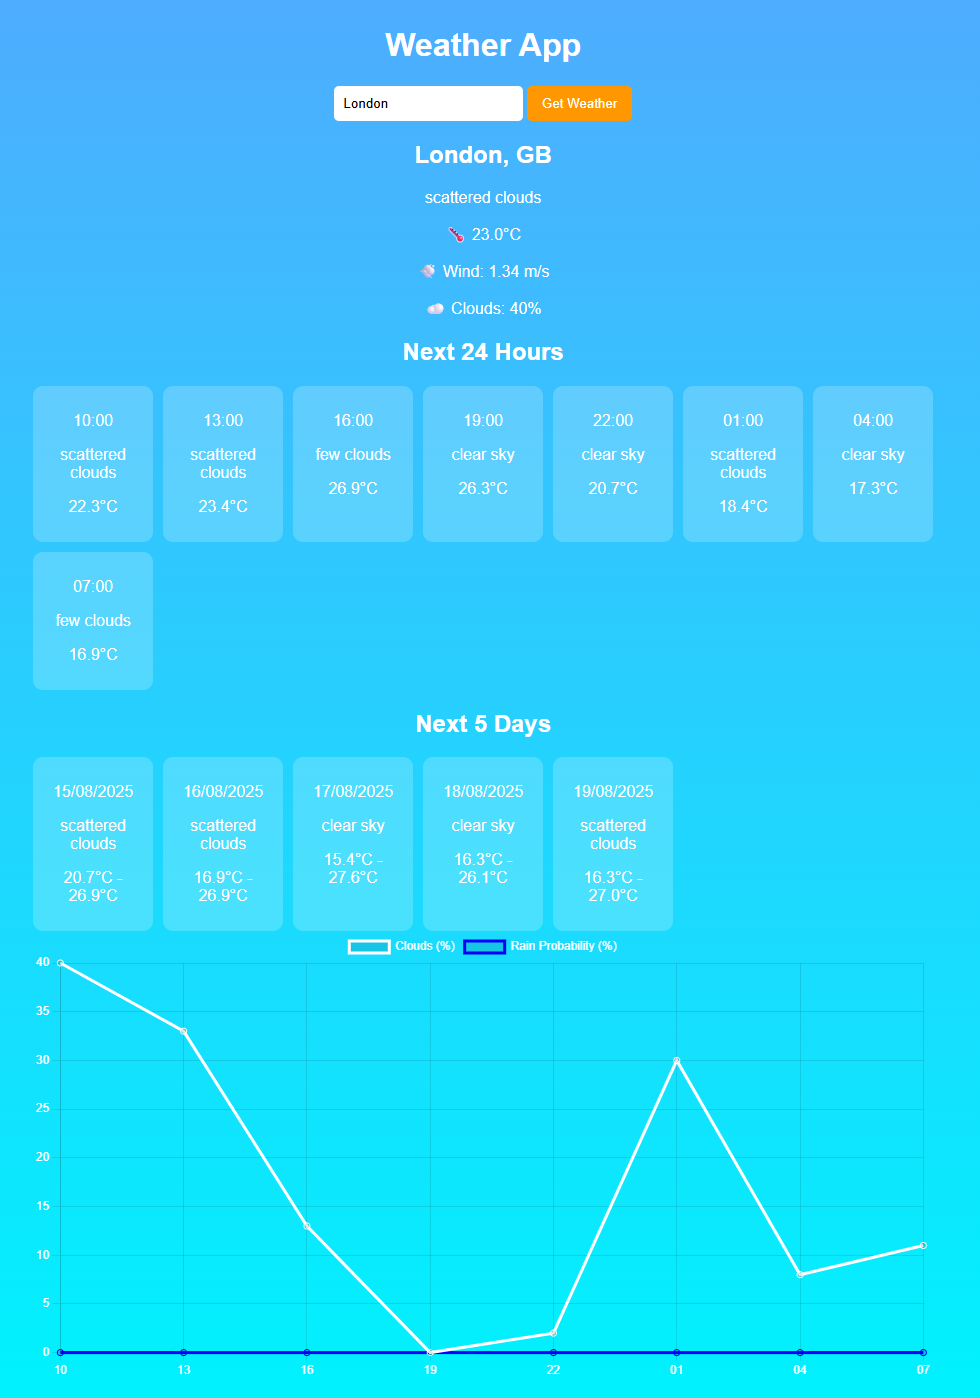 Weather App
London
Get Weather
London, GB
scattered clouds
23.0°C
Wind: 1.34 m/s
Clouds: 40%
Next 24 Hours
10:00
scattered
clouds
22.3°C
13:00
scattered
clouds
23.4°C
16:00
few clouds
26.9°C
19:00
clear sky
26.3°C
22:00
clear sky
20.7°C
01:00
scattered
clouds
18.4°C
04:00
clear sky
17.3°C
07:00
few clouds
16.9°C
Next 5 Days
15/08/2025
scattered
clouds
20.7°C -
26.9°C
16/08/2025
scattered
clouds
16.9°C -
26.9°C
17/08/2025
clear sky
15.4°C -
27.6°C
18/08/2025
clear sky
16.3°C -
26.1°C
19/08/2025
scattered
clouds
16.3°C -
27.0°C
Clouds (%)
Rain Probability (%)
40
35
30
25
20
15
10
5
0
10
13
16
19
22
01
04
07